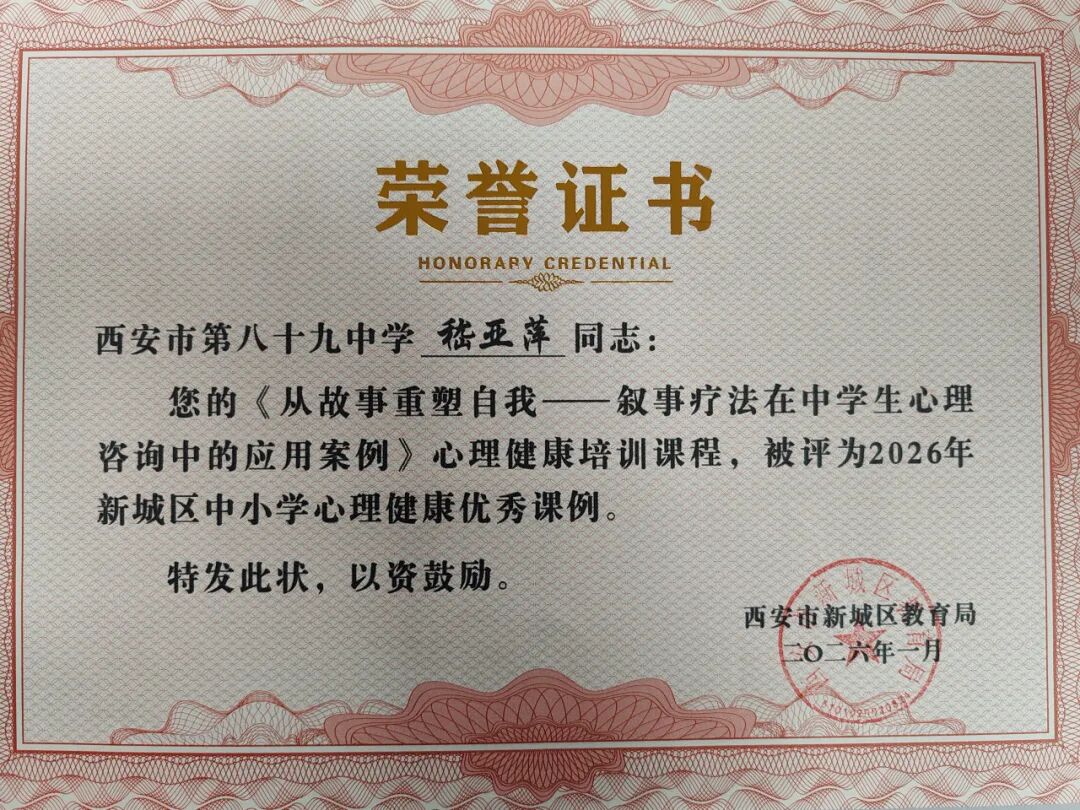 荣誉证书
HONORARY CREDENTIAL
西安市第八十九中学 嵇亚萍 同志：
您的《从故事重塑自我——叙事疗法在中学生心理
咨询中的应用案例》心理健康培训课程，被评为2026年
新城区中小学心理健康优秀课例。
特发此状，以资鼓励。
西安市新城区教育局
二〇二六年一月